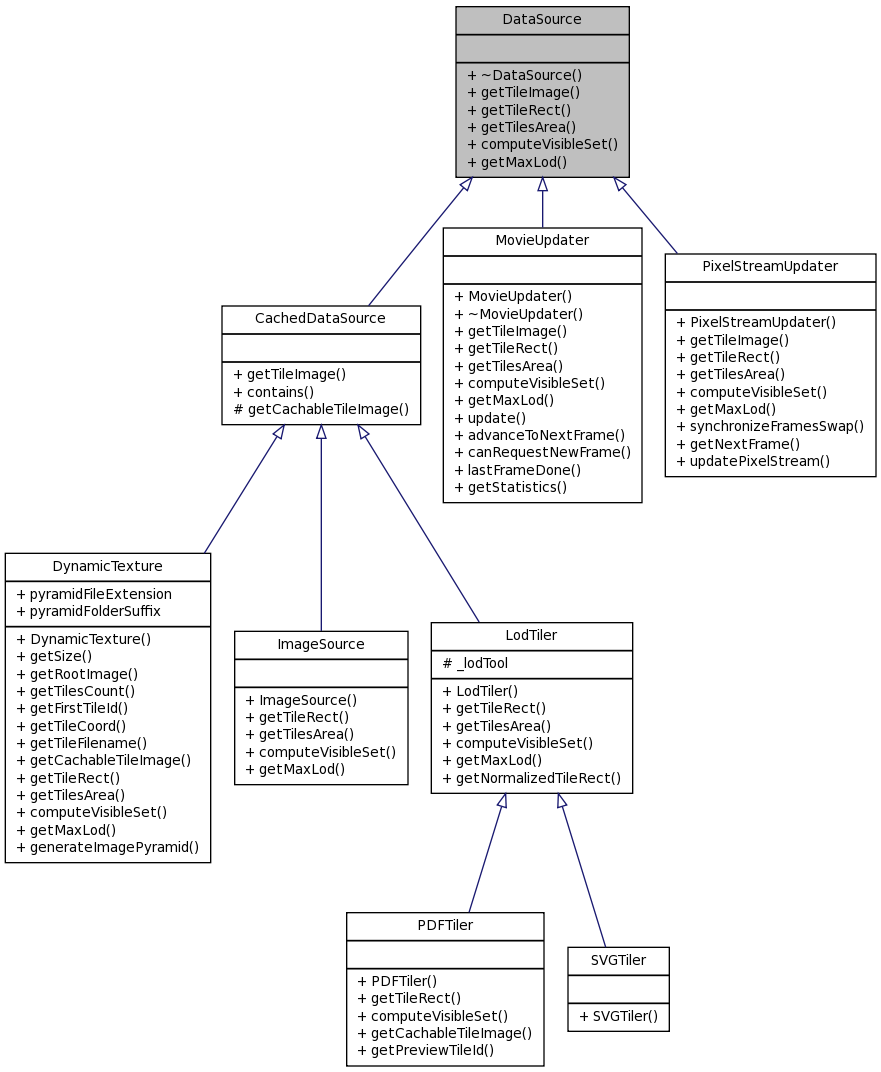 DataSource
+ ~DataSource()
+ getTileImage()
+ getTileRect()
+ getTilesArea()
+ computeVisibleSet()
+ getMaxLod()
MovieUpdater
+ MovieUpdater()
+ ~MovieUpdater()
+ getTileImage()
+ getTileRect()
+ getTilesArea()
+ computeVisibleSet()
+ getMaxLod()
+ update()
+ advanceToNextFrame()
+ canRequestNewFrame()
+ lastFrameDone()
+ getStatistics()
PixelStreamUpdater
+ PixelStreamUpdater()
+ getTileImage()
+ getTileRect()
+ getTilesArea()
+ computeVisibleSet()
+ getMaxLod()
+ synchronizeFramesSwap()
+ getNextFrame()
+ updatePixelStream()
CachedDataSource
+ getTileImage()
+ contains()
# getCachableTileImage()
DynamicTexture
+ pyramidFileExtension
+ pyramidFolderSuffix
+ DynamicTexture()
+ getSize()
+ getRootImage()
+ getTilesCount()
+ getFirstTileId()
+ getTileCoord()
+ getTileFilename()
+ getCachableTileImage()
+ getTileRect()
+ getTilesArea()
+ computeVisibleSet()
+ getMaxLod()
+ generateImagePyramid()
ImageSource
+ ImageSource()
+ getTileRect()
+ getTilesArea()
+ computeVisibleSet()
+ getMaxLod()
LodTiler
# _lodTool
+ LodTiler()
+ getTileRect()
+ getTilesArea()
+ computeVisibleSet()
+ getMaxLod()
+ getNormalizedTileRect()
PDFTiler
+ PDFTiler()
+ getTileRect()
+ computeVisibleSet()
+ getCachableTileImage()
+ getPreviewTileId()
SVGTiler
+ SVGTiler()